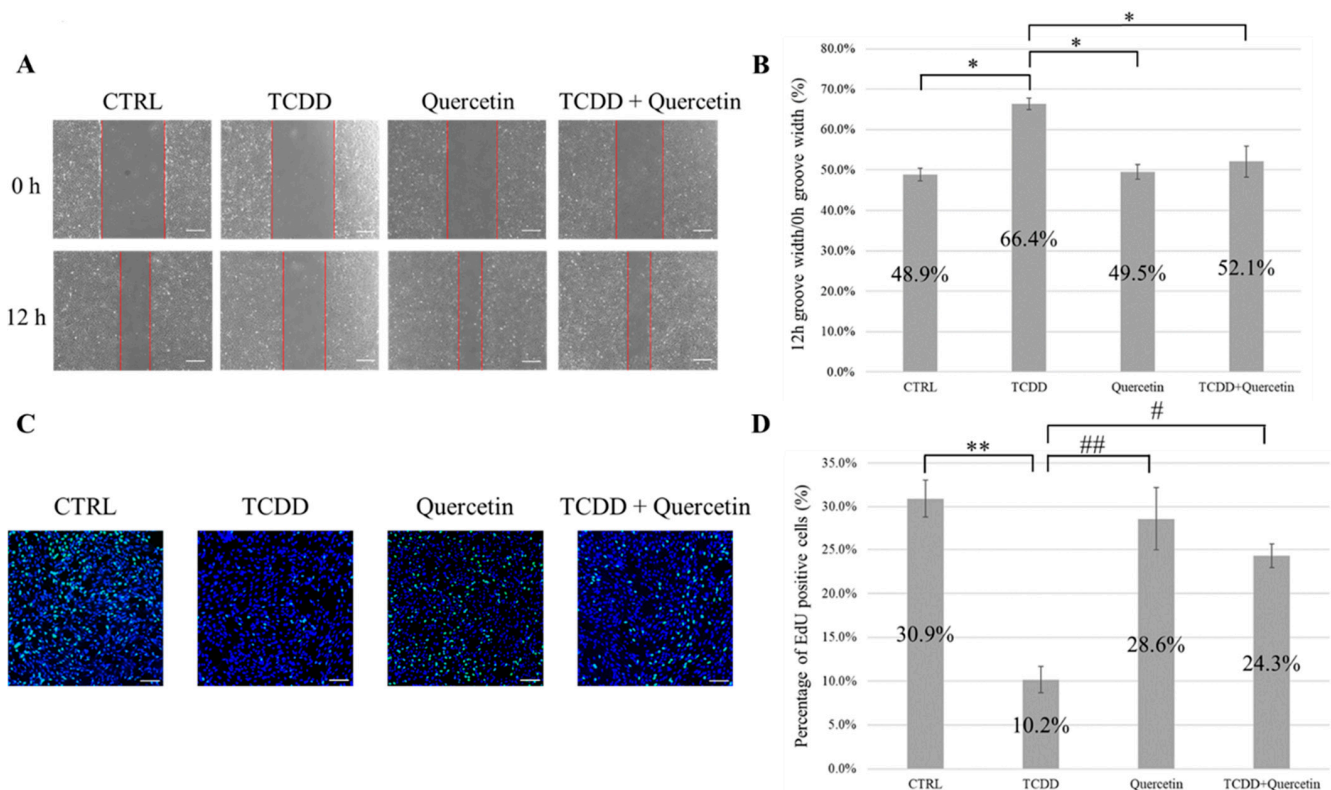 A
CTRL TCDD Quercetin TCDD + Quercetin
0 h
12 h
B
12h groove width/0h groove width (%)
80.0%
70.0%
60.0%
50.0%
40.0%
30.0%
20.0%
10.0%
0.0%
* * *
48.9% 66.4% 49.5% 52.1%
CTRL TCDD Quercetin TCDD+Quercetin
C
CTRL TCDD Quercetin TCDD + Quercetin
D
Percentage of EdU positive cells (%)
35.0%
30.0%
25.0%
20.0%
15.0%
10.0%
5.0%
0.0%
** ## #
30.9% 10.2% 28.6% 24.3%
CTRL TCDD Quercetin TCDD+Quercetin